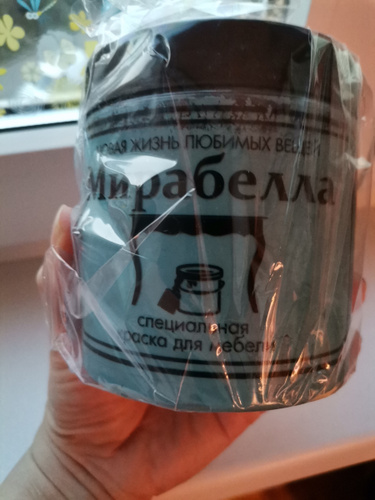 НОВАЯ ЖИЗНЬ ЛЮБИМЫХ ВЕЩЕЙ
Мирабелла
специальная
краска для мебели